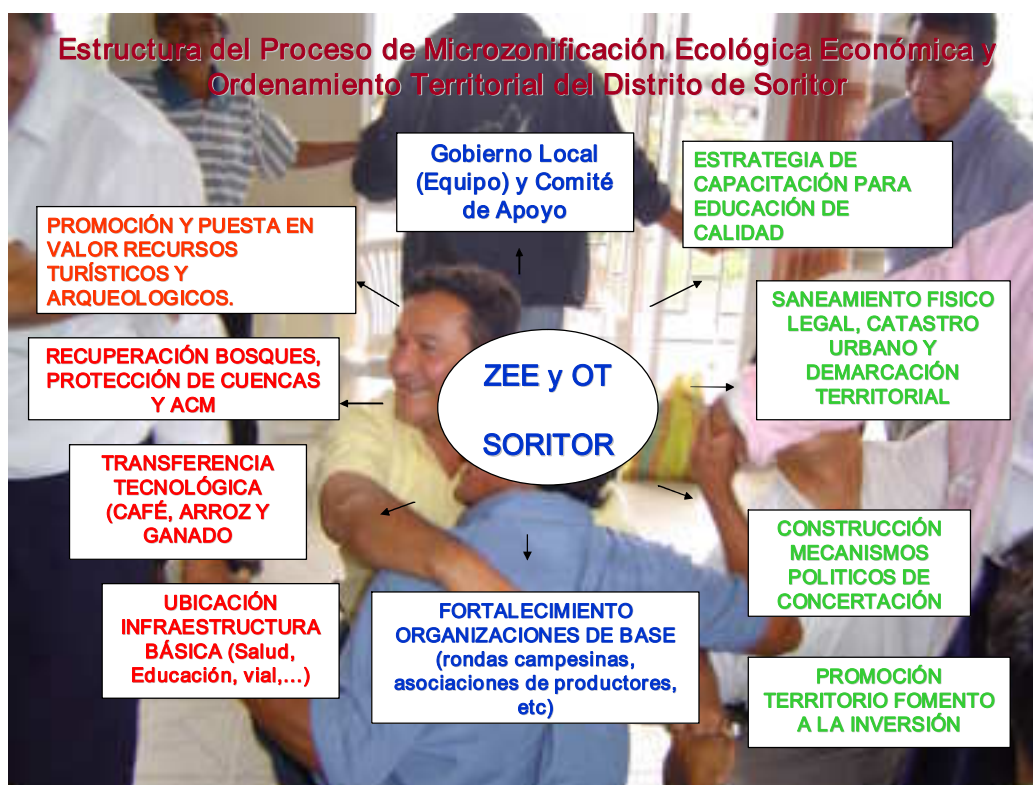 Estructura del Proceso de Microzonificación Ecológica Económica y
Ordenamiento Territorial del Distrito de Soritor
Gobierno Local
(Equipo) y Comité
de Apoyo
ESTRATEGIA DE
CAPACITACIÓN PARA
EDUCACIÓN DE
CALIDAD
PROMOCIÓN Y PUESTA EN
VALOR RECURSOS
TURÍSTICOS Y
ARQUEOLOGICOS.
SANEAMIENTO FISICO
LEGAL, CATASTRO
URBANO Y
DEMARCACIÓN
TERRITORIAL
RECUPERACIÓN BOSQUES,
PROTECCIÓN DE CUENCAS
Y ACM
ZEE y OT
SORITOR
TRANSFERENCIA
TECNOLÓGICA
(CAFÉ, ARROZ Y
GANADO
CONSTRUCCIÓN
MECANISMOS
POLITICOS DE
CONCERTACIÓN
UBICACIÓN
INFRAESTRUCTURA
BÁSICA (Salud,
Educación, vial,...)
FORTALECIMIENTO
ORGANIZACIONES DE BASE
(rondas campesinas,
asociaciones de productores,
etc)
PROMOCIÓN
TERRITORIO FOMENTO
A LA INVERSIÓN